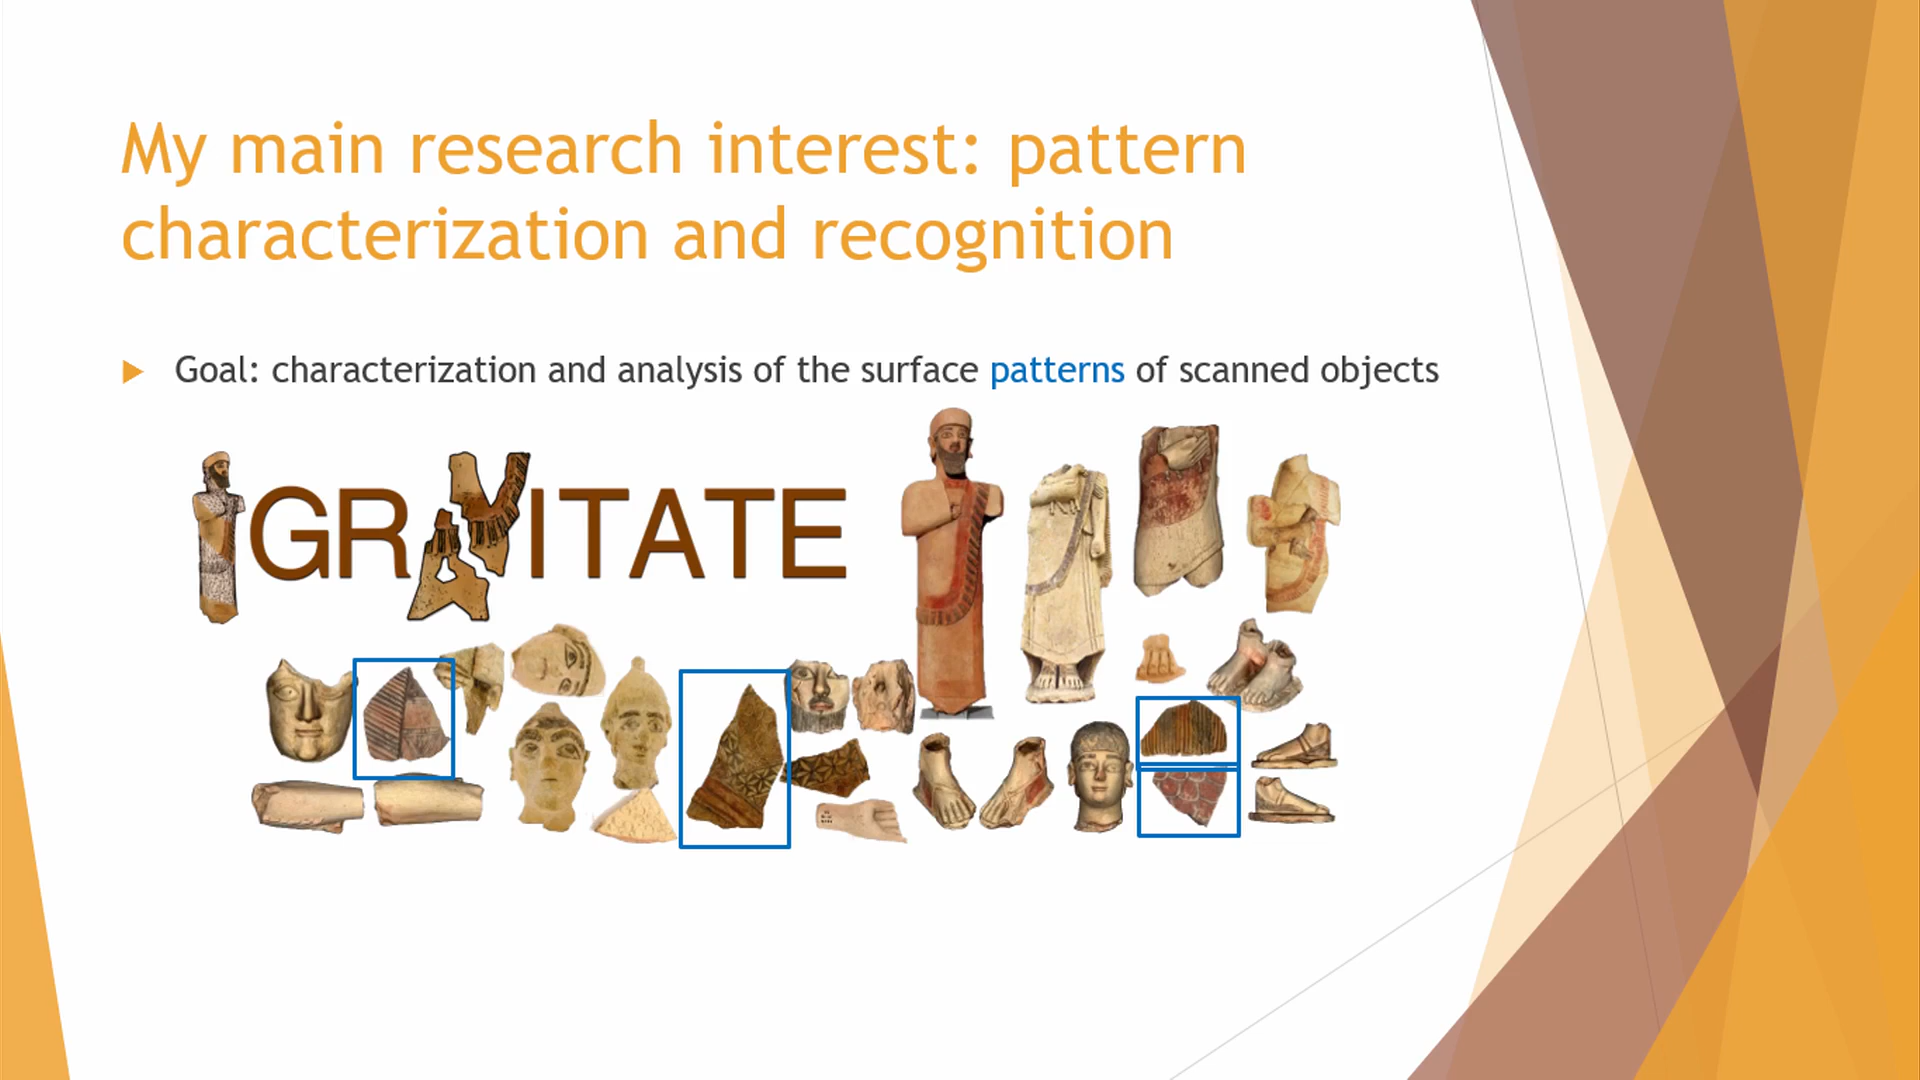 My main research interest: pattern
characterization and recognition
Goal: characterization and analysis of the surface patterns of scanned objects
GRAVITATE